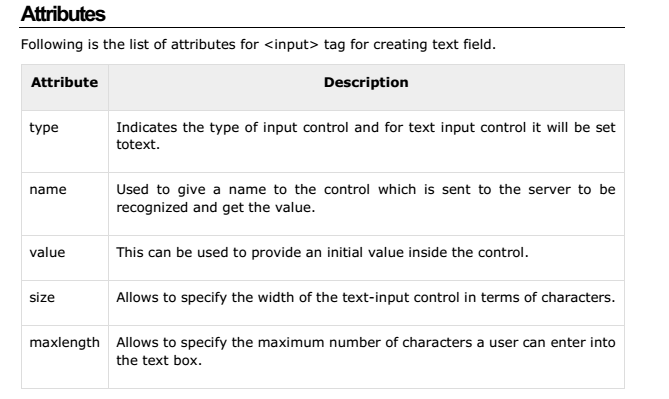 Attributes
Following is the list of attributes for <input> tag for creating text field.
Attribute Description
type Indicates the type of input control and for text input control it will be set
totext.
name Used to give a name to the control which is sent to the server to be
recognized and get the value.
value This can be used to provide an initial value inside the control.
size Allows to specify the width of the text-input control in terms of characters.
maxlength Allows to specify the maximum number of characters a user can enter into
the text box.